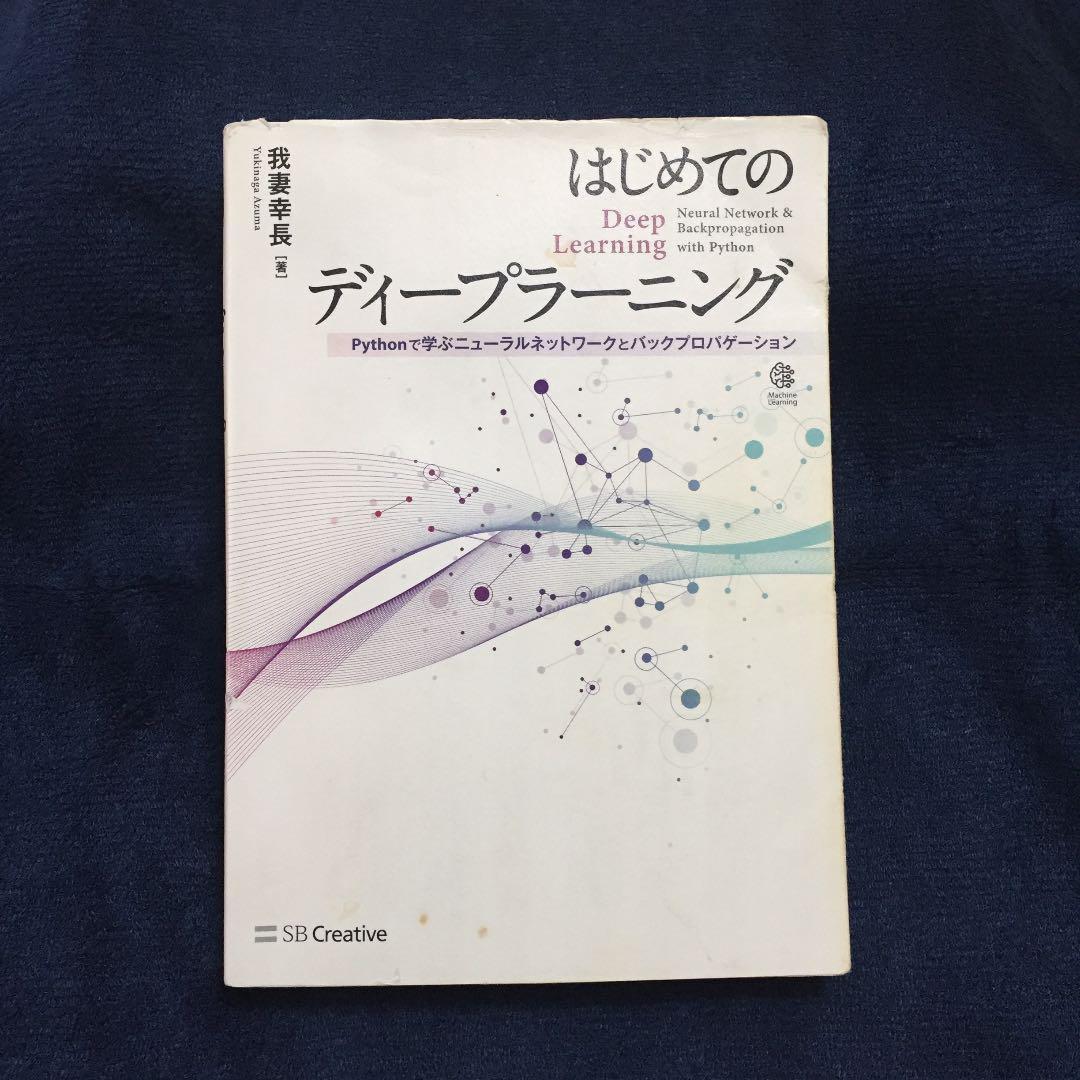 はじめての
Deep
Learning
Neural Network &
Backpropagation
with Python
ディープラーニング
Pythonで学ぶニューラルネットワークとバックプロパゲーション
我妻幸長[著]
Yukinaga Azuma
Machine
Learning
SB Creative